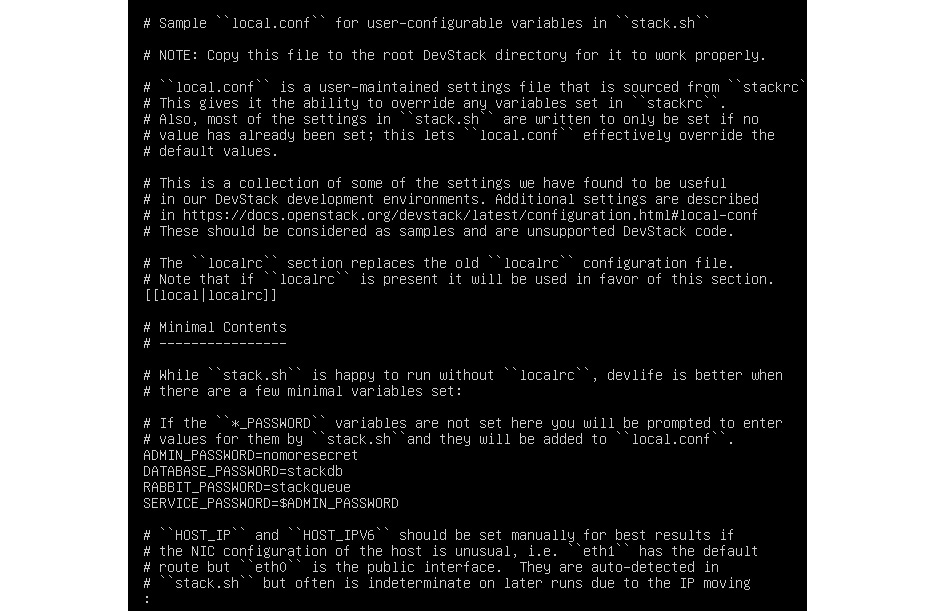 # Sample ``local.conf`` for user-configurable variables in ``stack.sh``
# NOTE: Copy this file to the root DevStack directory for it to work properly.
# ``local.conf`` is a user-maintained settings file that is sourced from ``stackrc`
# This gives it the ability to override any variables set in ``stackrc``.
# Also, most of the settings in ``stack.sh`` are written to only be set if no
# value has already been set; this lets ``local.conf`` effectively override the
# default values.
# This is a collection of some of the settings we have found to be useful
# in our DevStack development environments. Additional settings are described
# in https://docs.openstack.org/devstack/latest/configuration.html#local-conf
# These should be considered as samples and are unsupported DevStack code.
# The ``localrc`` section replaces the old ``localrc`` configuration file.
# Note that if ``localrc`` is present it will be used in favor of this section.
[[local|localrc]]
# Minimal Contents
# ----------------
# While ``stack.sh`` is happy to run without ``localrc``, devlife is better when
# there are a few minimal variables set:
# If the ``*_PASSWORD`` variables are not set here you will be prompted to enter
# values for them by ``stack.sh``and they will be added to ``local.conf``.
ADMIN_PASSWORD=nomoresecret
DATABASE_PASSWORD=stackdb
RABBIT_PASSWORD=stackqueue
SERVICE_PASSWORD=$ADMIN_PASSWORD
# ``HOST_IP`` and ``HOST_IPV6`` should be set manually for best results if
# the NIC configuration of the host is unusual, i.e. ``eth1`` has the default
# route but ``eth0`` is the public interface.  They are auto-detected in
# ``stack.sh`` but often is indeterminate on later runs due to the IP moving
: